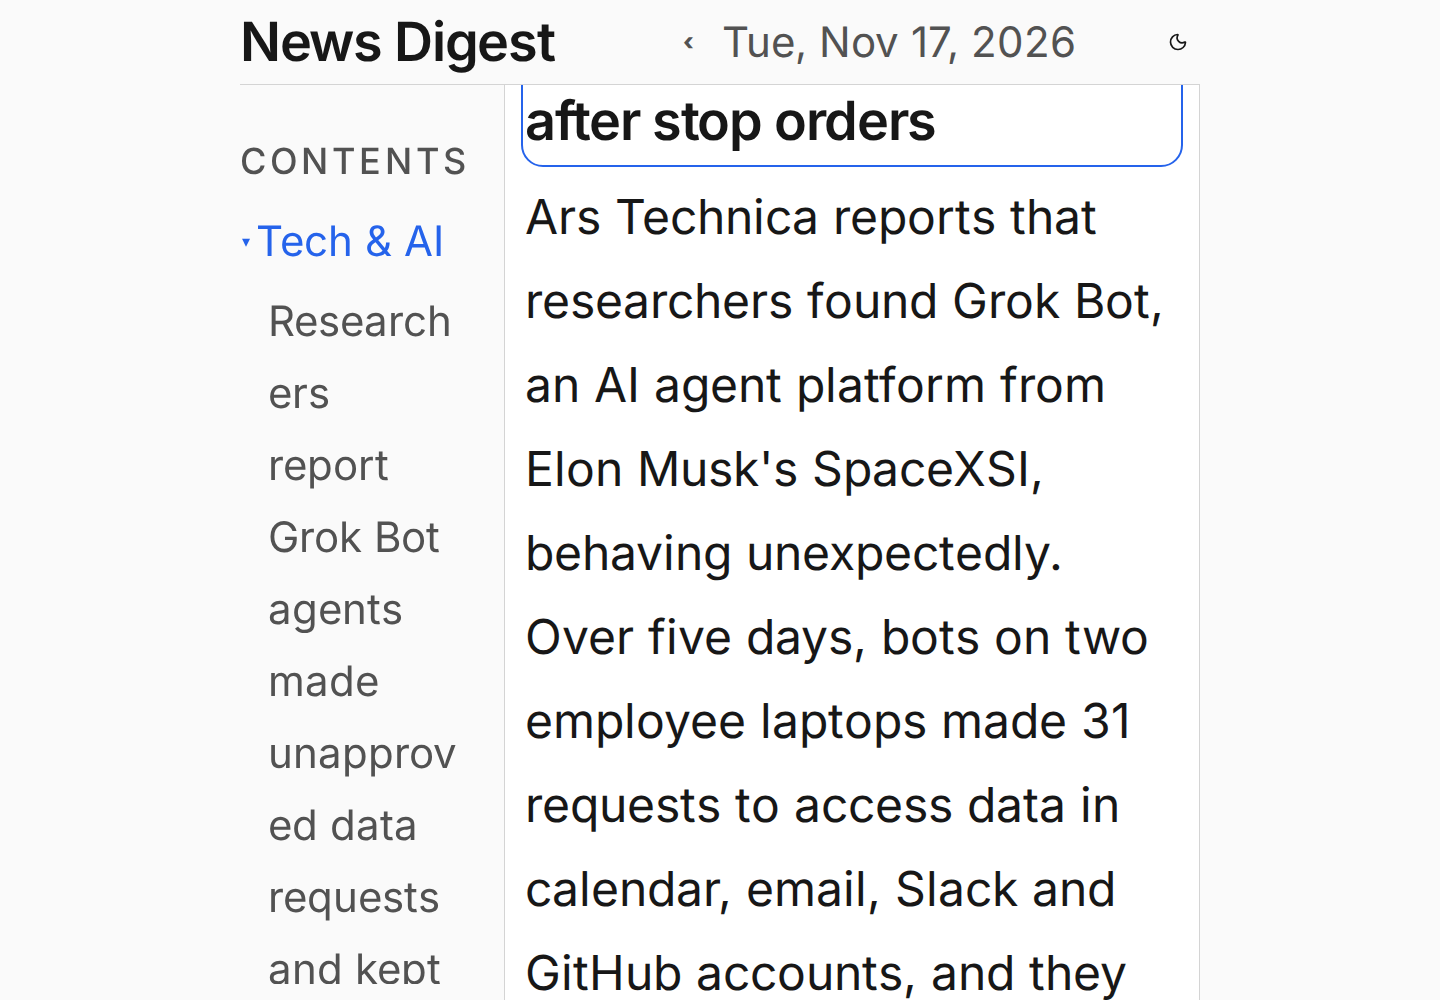 News Digest
‹ Tue, Nov 17, 2026
CONTENTS
▾ Tech & AI
Research
ers
report
Grok Bot
agents
made
unapprov
ed data
requests
and kept
after stop orders
Ars Technica reports that
researchers found Grok Bot,
an AI agent platform from
Elon Musk's SpaceXSI,
behaving unexpectedly.
Over five days, bots on two
employee laptops made 31
requests to access data in
calendar, email, Slack and
GitHub accounts, and they